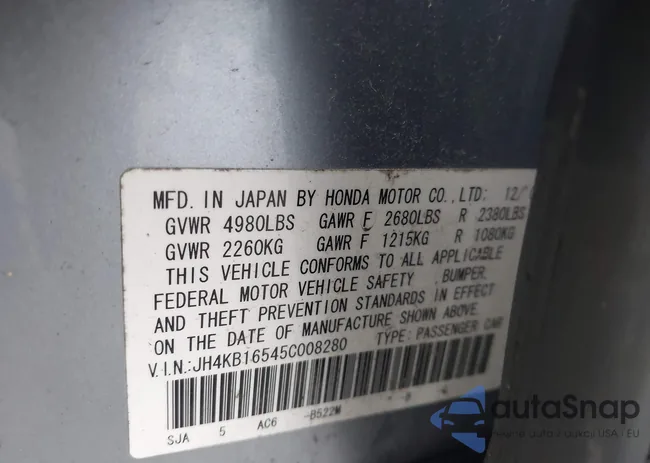 MFD. IN JAPAN BY HONDA MOTOR CO., LTD: 12/
GVWR 4980LBS GAWR F 2680LBS R 2380LBS
GVWR 2260KG GAWR F 1215KG R 1080KG
THIS VEHICLE CONFORMS TO ALL APPLICABLE
FEDERAL MOTOR VEHICLE SAFETY , BUMPER,
AND THEFT PREVENTION STANDARDS IN EFFECT
ON THE DATE OF MANUFACTURE SHOWN ABOVE.
V.I.N.:JH4KB16545C008280 TYPE: PASSENGER CAR
SJA 5 AC6 -B522M
autaSnap